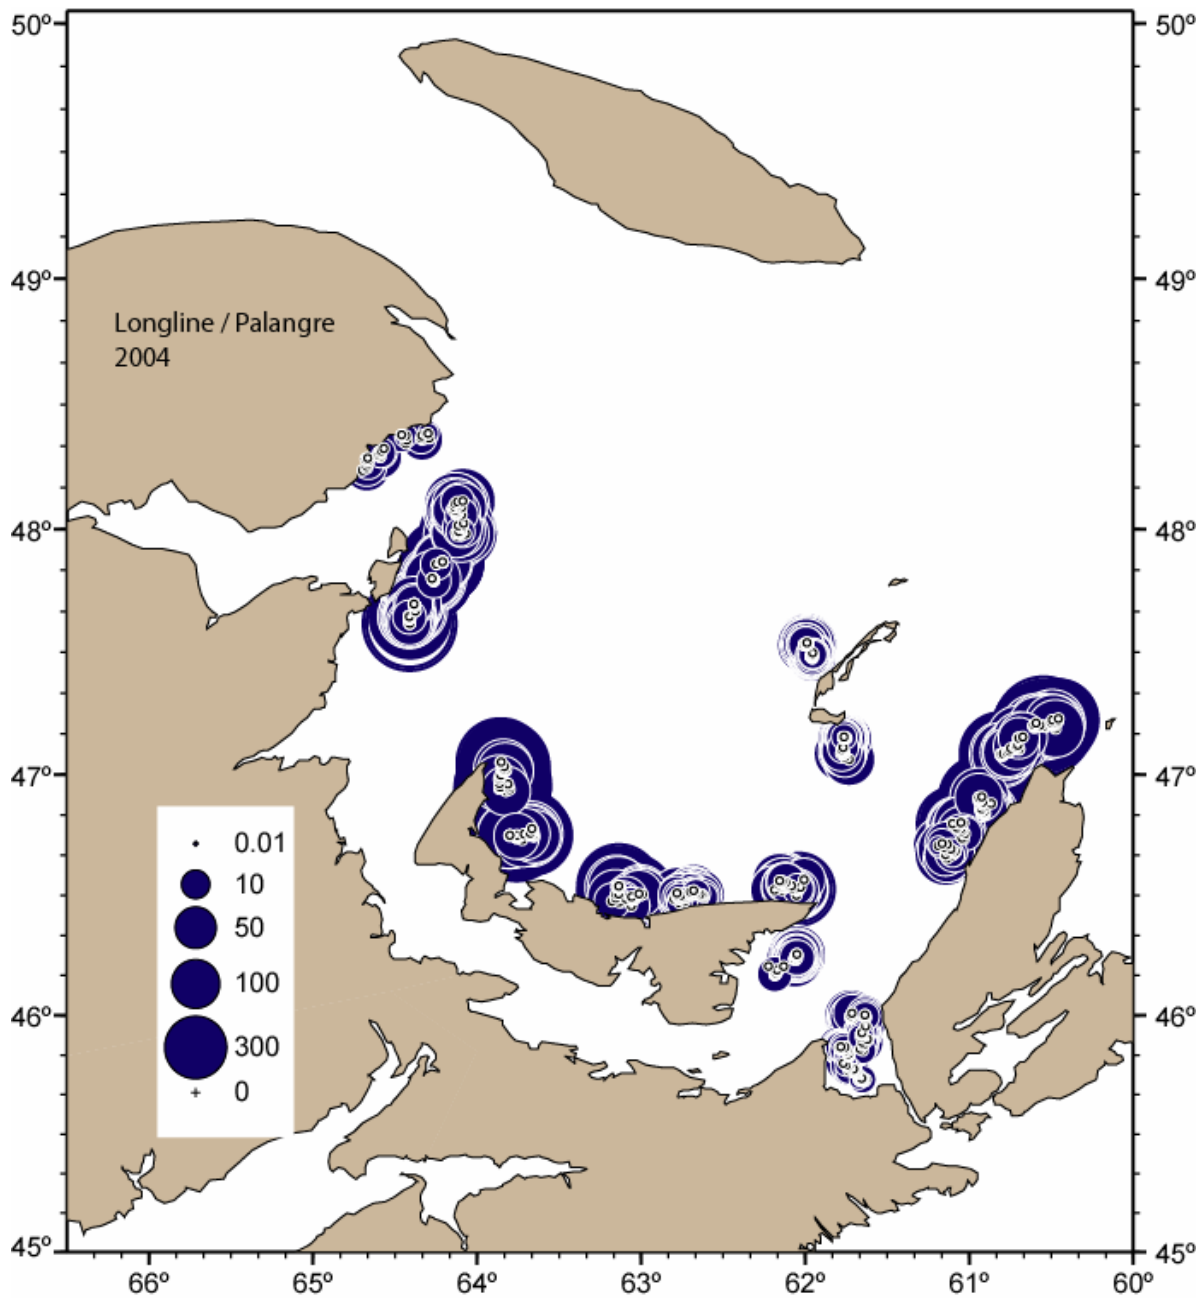 50º 50º
49º 49º
Longline / Palangre
2004
48º 48º
47º 47º
0.01
10
50
100
46º 46º
300
0
45º 45º
66º 65º 64º 63º 62º 61º 60º